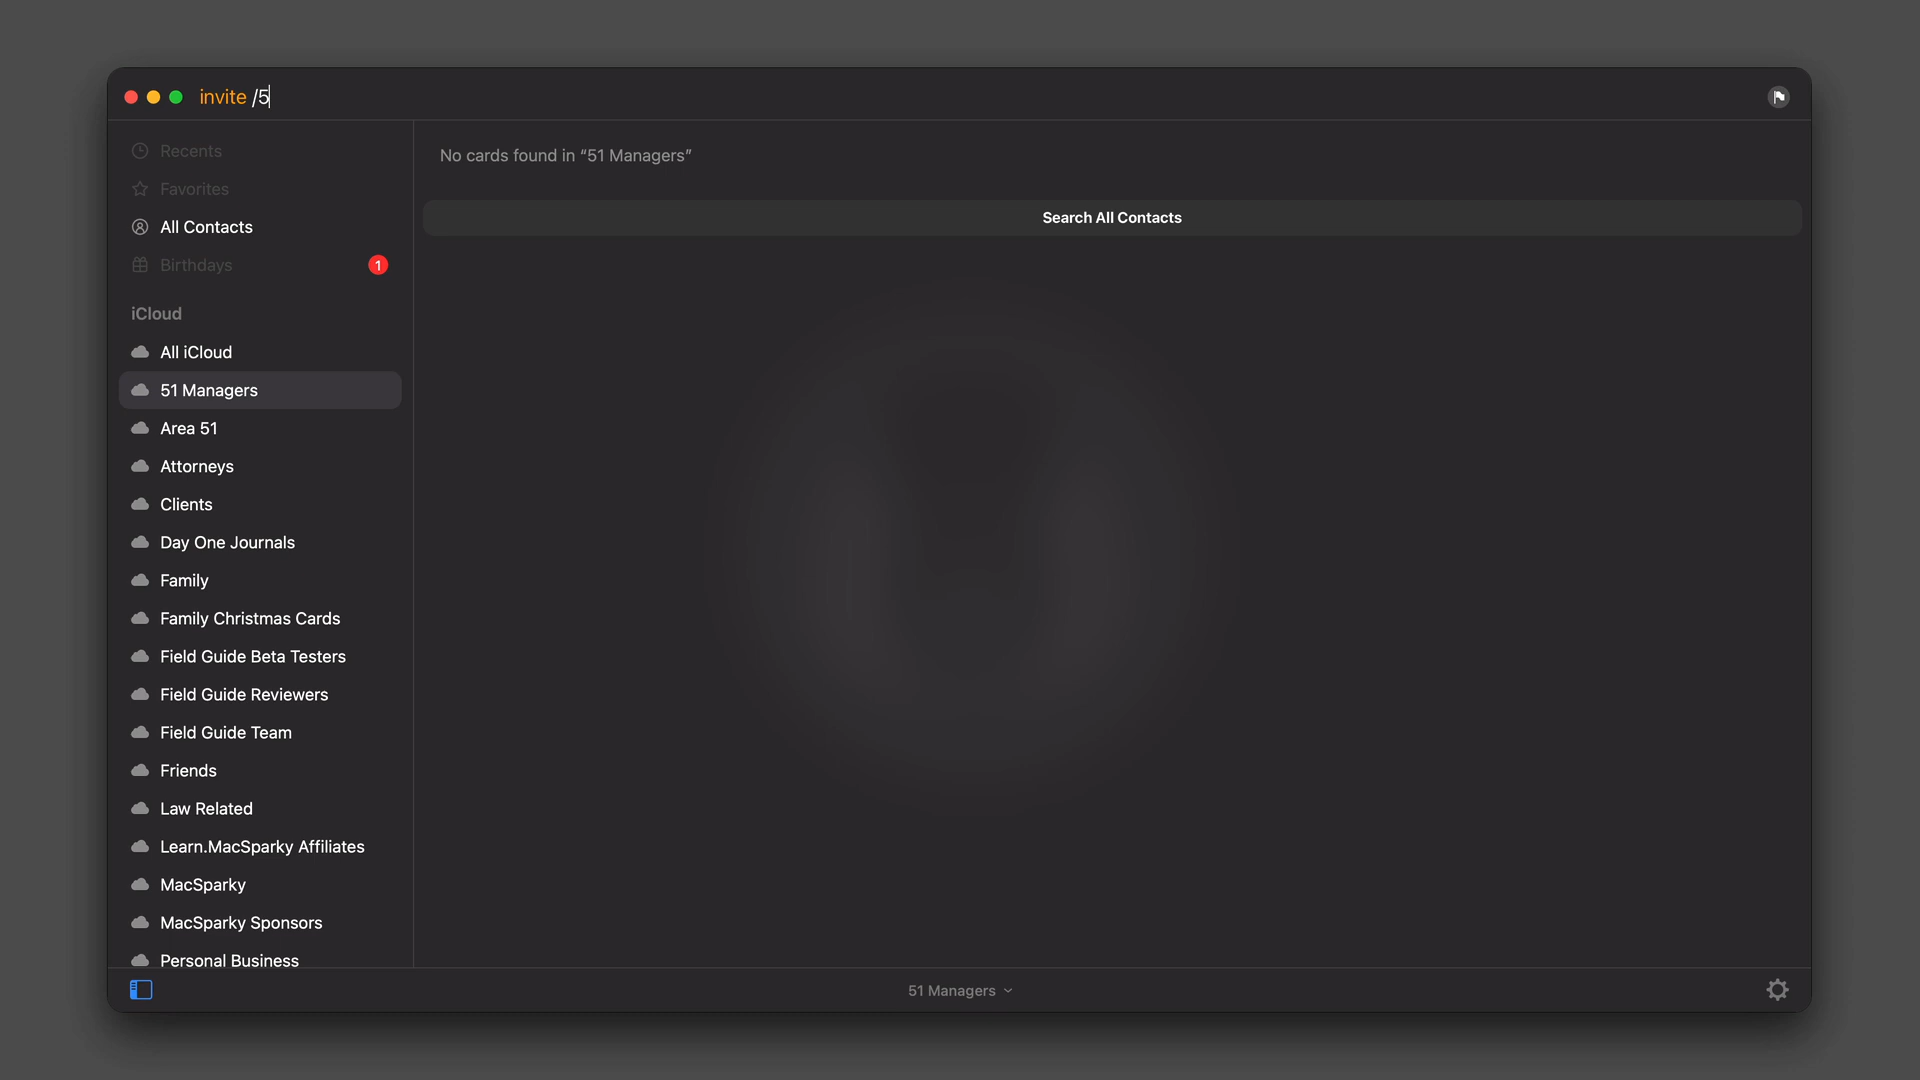 invite /5
Recents
Favorites
All Contacts
Birthdays 1
iCloud
All iCloud
51 Managers
Area 51
Attorneys
Clients
Day One Journals
Family
Family Christmas Cards
Field Guide Beta Testers
Field Guide Reviewers
Field Guide Team
Friends
Law Related
Learn.MacSparky Affiliates
MacSparky
MacSparky Sponsors
Personal Business
No cards found in “51 Managers”
Search All Contacts
51 Managers